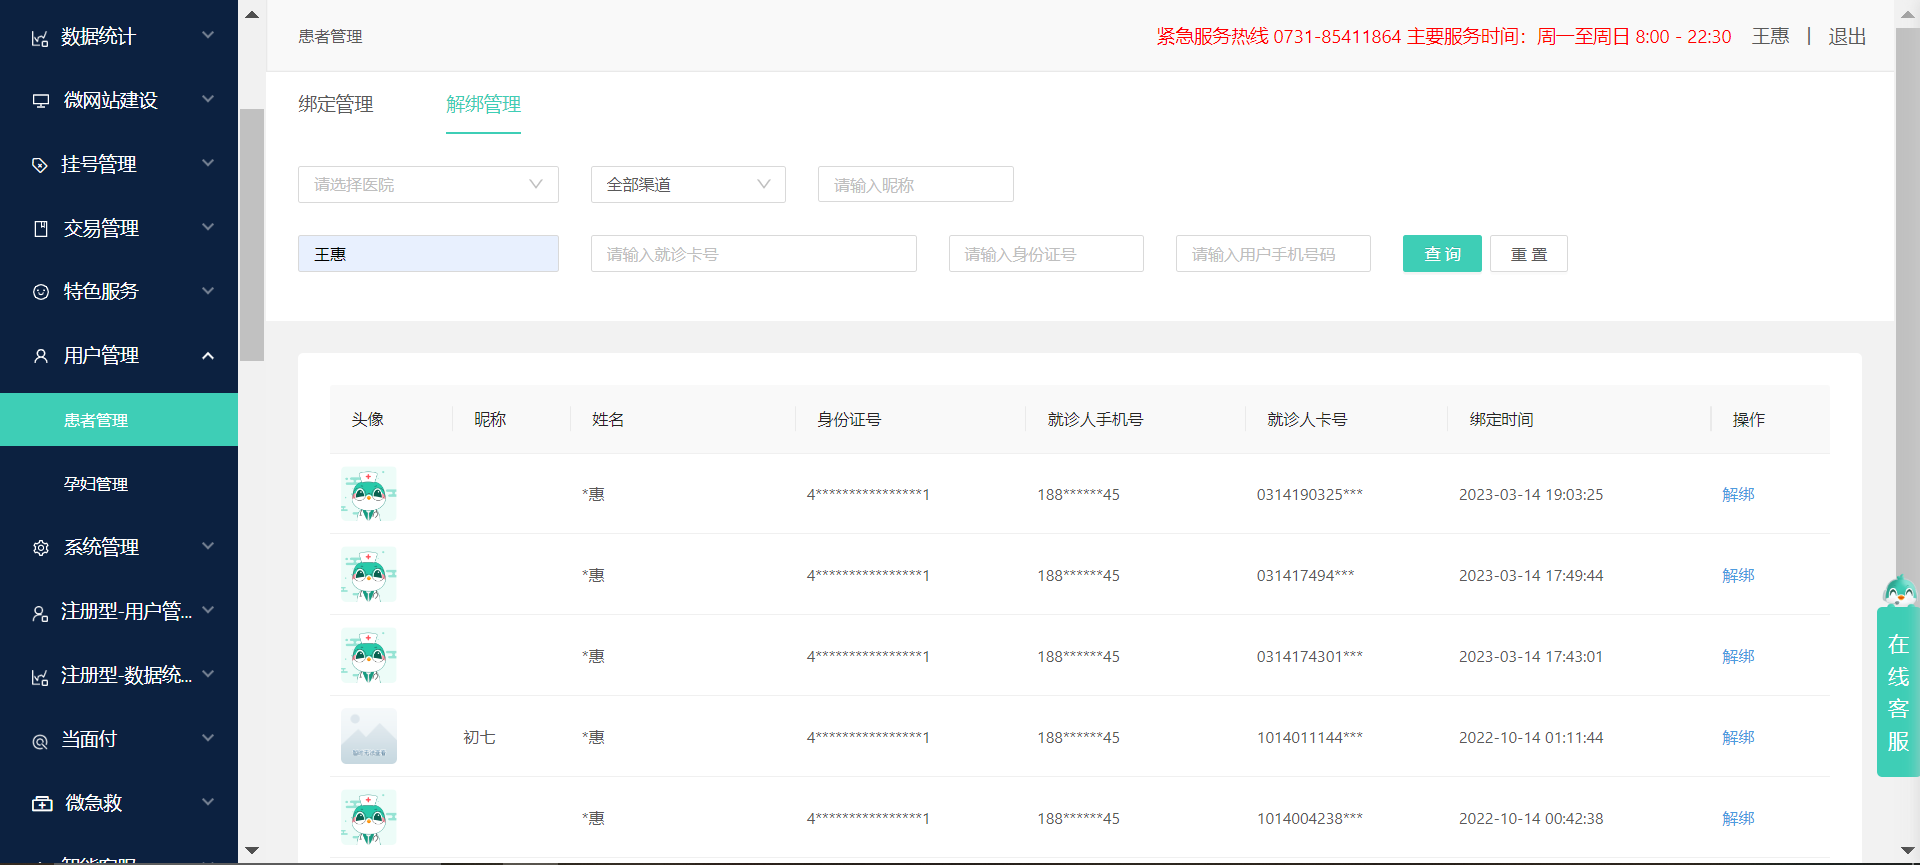 数据统计
微网站建设
挂号管理
交易管理
特色服务
用户管理
患者管理
孕妇管理
系统管理
注册型-用户管...
注册型-数据统...
当面付
微急救
患者管理
紧急服务热线 0731-85411864 主要服务时间：周一至周日 8:00 - 22:30 王惠 | 退出
绑定管理 解绑管理
请选择医院 全部渠道 请输入昵称
王惠 请输入就诊卡号 请输入身份证号 请输入用户手机号码 查 询 重 置
头像 昵称 姓名 身份证号 就诊人手机号 就诊人卡号 绑定时间 操作
*惠 4****************1 188******45 0314190325*** 2023-03-14 19:03:25 解绑
*惠 4****************1 188******45 031417494*** 2023-03-14 17:49:44 解绑
*惠 4****************1 188******45 0314174301*** 2023-03-14 17:43:01 解绑
初七 *惠 4****************1 188******45 1014011144*** 2022-10-14 01:11:44 解绑
*惠 4****************1 188******45 1014004238*** 2022-10-14 00:42:38 解绑
在线客服